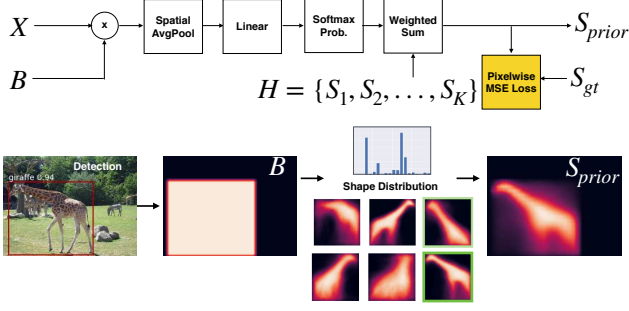 X
x
Spatial
AvgPool
Linear
Softmax
Prob.
Weighted
Sum
S_prior
B
H = {S_1, S_2, . . . , S_K}
Pixelwise
MSE Loss
S_gt
Detection
giraffe 0.94
B
Shape Distribution
S_prior